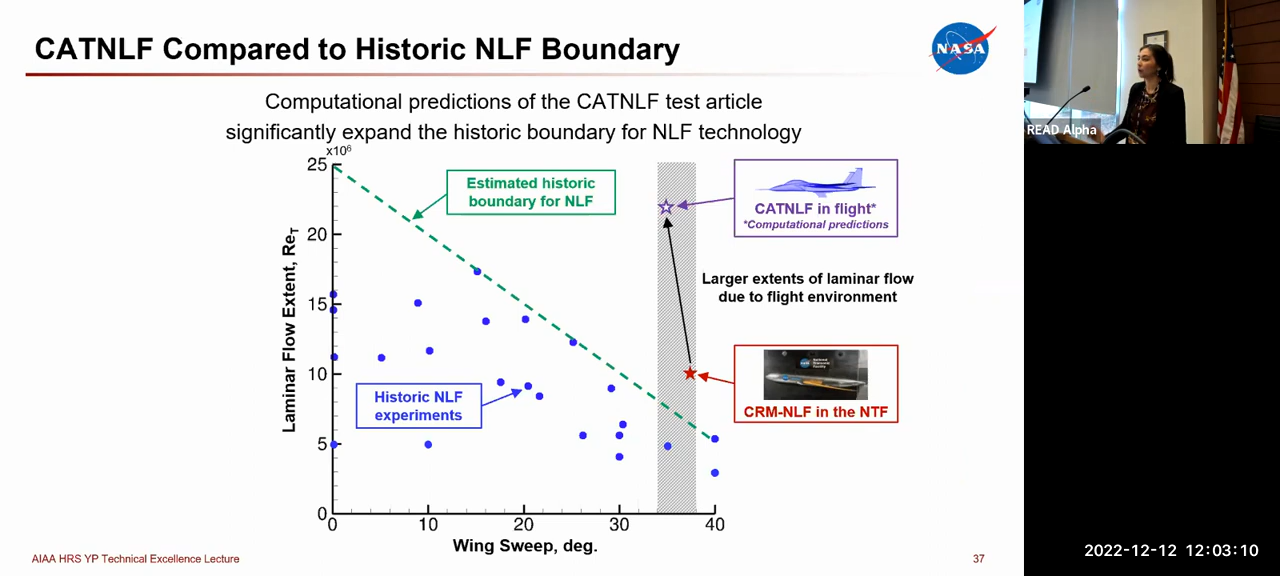 CATNLF Compared to Historic NLF Boundary
NASA
Computational predictions of the CATNLF test article
significantly expand the historic boundary for NLF technology
x10⁶
25
20
15
10
5
0
Laminar Flow Extent, Re_T
0 10 20 30 40
Wing Sweep, deg.
Estimated historic
boundary for NLF
Historic NLF
experiments
CATNLF in flight*
*Computational predictions
Larger extents of laminar flow
due to flight environment
CRM-NLF in the NTF
AIAA HRS YP Technical Excellence Lecture
37
READ Alpha
2022-12-12 12:03:10